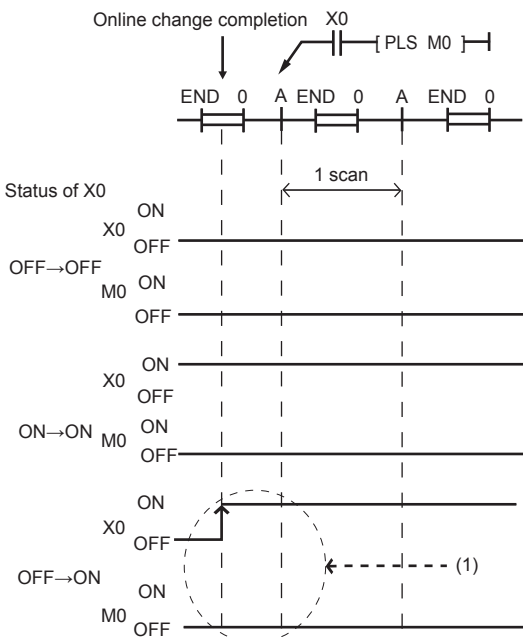 Online change completion X0
PLS M0
END 0 A END 0 A END 0
1 scan
Status of X0
ON
X0
OFF
OFF→OFF
ON
M0
OFF
ON
X0
OFF
ON→ON
ON
M0
OFF
ON
X0
OFF
(1)
OFF→ON
ON
M0
OFF